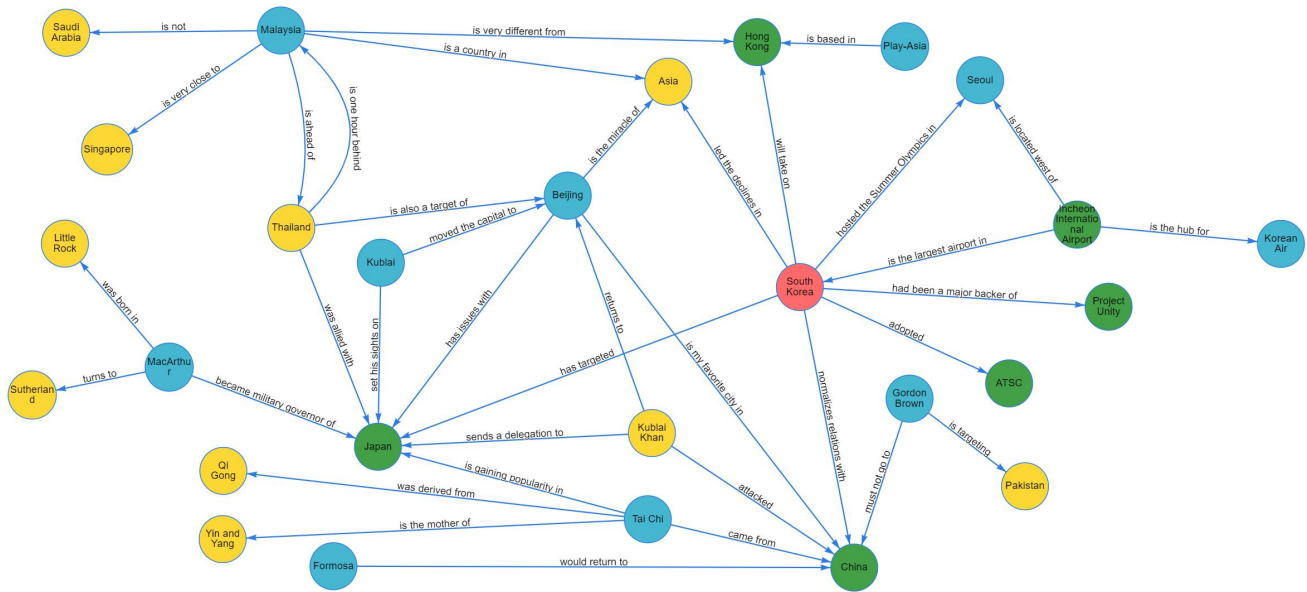 Saudi
Arabia
is not
Malaysia
is very different from
Hong
Kong
is based in
Play-Asia
is a country in
Asia
Seoul
is very close to
Singapore
is ahead of
is one hour behind
is the miracle of
led the declines in
will take on
hosted the Summer Olympics in
is located west of
Thailand
is also a target of
Beijing
moved the capital to
Kublai
Little
Rock
was born in
Incheon
Internat
ional
Airport
is the hub for
Korean
Air
is the largest airport in
South
Korea
had been a major backer of
Project
Unity
adopted
ATSC
was allied with
set his sights on
has issues with
returns to
is my favorite city in
has targeted
normalizes relations with
MacArthu
r
turns to
Sutherlan
d
became military governor of
Japan
sends a delegation to
Kublai
Khan
attacked
Gordon
Brown
is targeting
Pakistan
must not go to
Qi
Gong
was derived from
is gaining popularity in
Tai Chi
came from
Yin and
Yang
is the mother of
Formosa
would return to
China